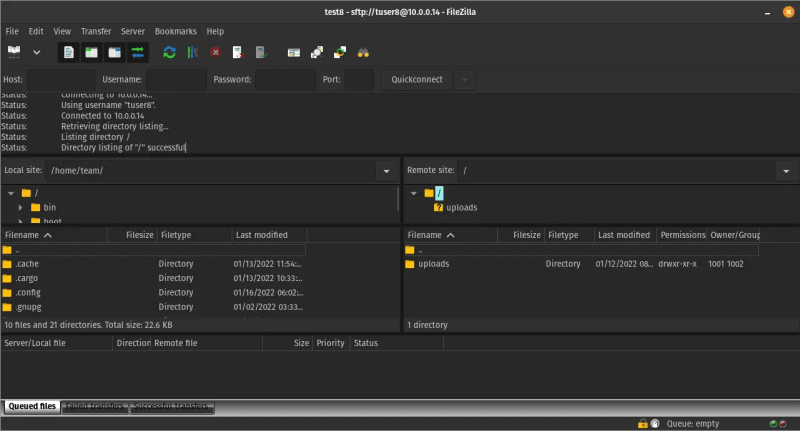 test8 - sftp://tuser8@10.0.0.14 - FileZilla
File Edit View Transfer Server Bookmarks Help
Host: Username: Password: Port: Quickconnect
Status: Connecting to 10.0.0.14...
Status: Using username "tuser8".
Status: Connected to 10.0.0.14
Status: Retrieving directory listing...
Status: Listing directory /
Status: Directory listing of "/" successful
Local site: /home/team/
/
bin
boot
Filename Filesize Filetype Last modified
..
.cache Directory 01/13/2022 11:54:...
.cargo Directory 01/13/2022 10:33:...
.config Directory 01/16/2022 06:02:...
.gnupg Directory 01/02/2022 03:33...
10 files and 21 directories. Total size: 22.6 KB
Remote site: /
/
uploads
Filename Filesize Filetype Last modified Permissions Owner/Group
..
uploads Directory 01/12/2022 08... drwxr-xr-x 1001 1002
1 directory
Server/Local file Direction Remote file Size Priority Status
Queued files Failed transfers Successful transfers
Queue: empty